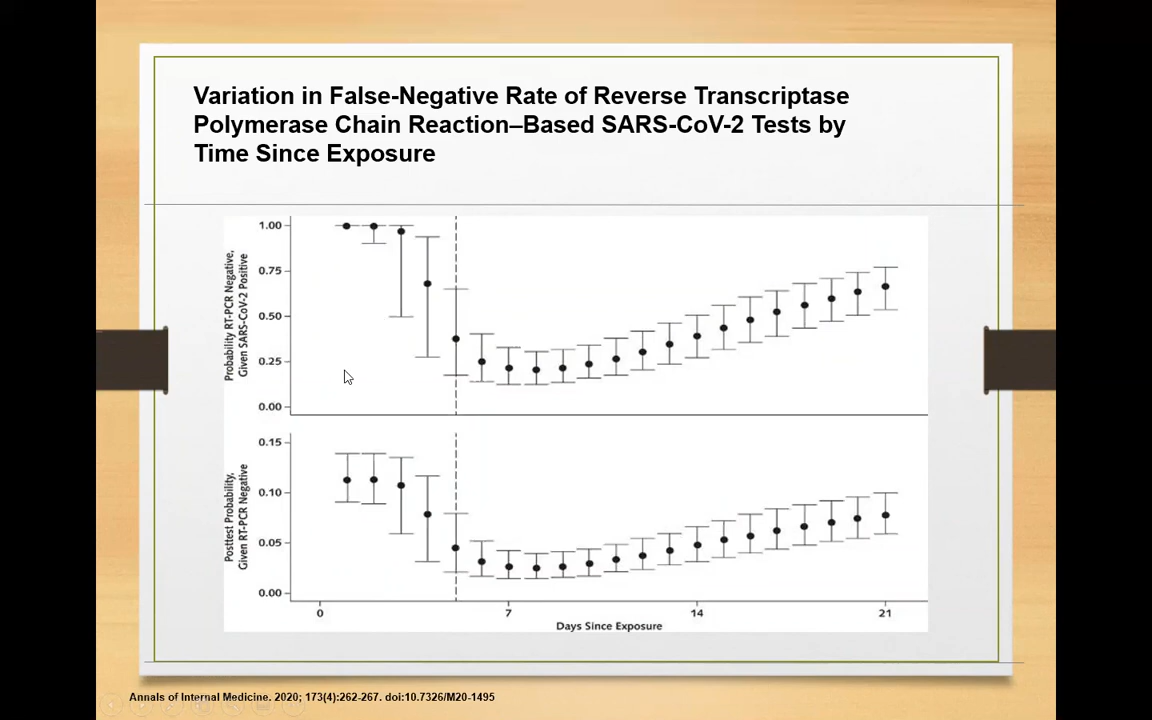 Variation in False-Negative Rate of Reverse Transcriptase
Polymerase Chain Reaction–Based SARS-CoV-2 Tests by
Time Since Exposure
Probability RT-PCR Negative,
Given SARS-CoV-2 Positive
1.00
0.75
0.50
0.25
0.00
Posttest Probability,
Given RT-PCR Negative
0.15
0.10
0.05
0.00
0
7
14
21
Days Since Exposure
Annals of Internal Medicine. 2020; 173(4):262-267. doi:10.7326/M20-1495